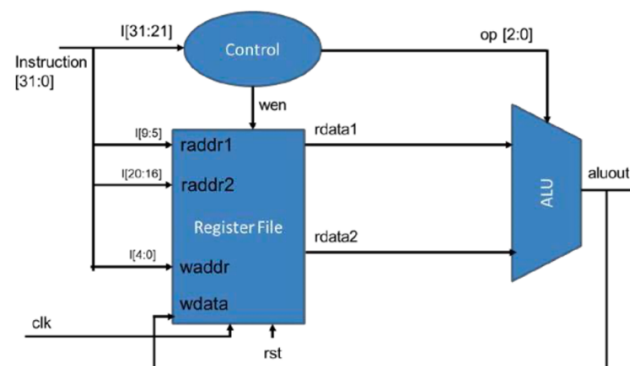 I[31:21]
Control
op [2:0]
Instruction
[31:0]
wen
I[9:5]
raddr1
rdata1
I[20:16]
raddr2
aluout
ALU
Register File
rdata2
I[4:0]
waddr
wdata
clk
rst